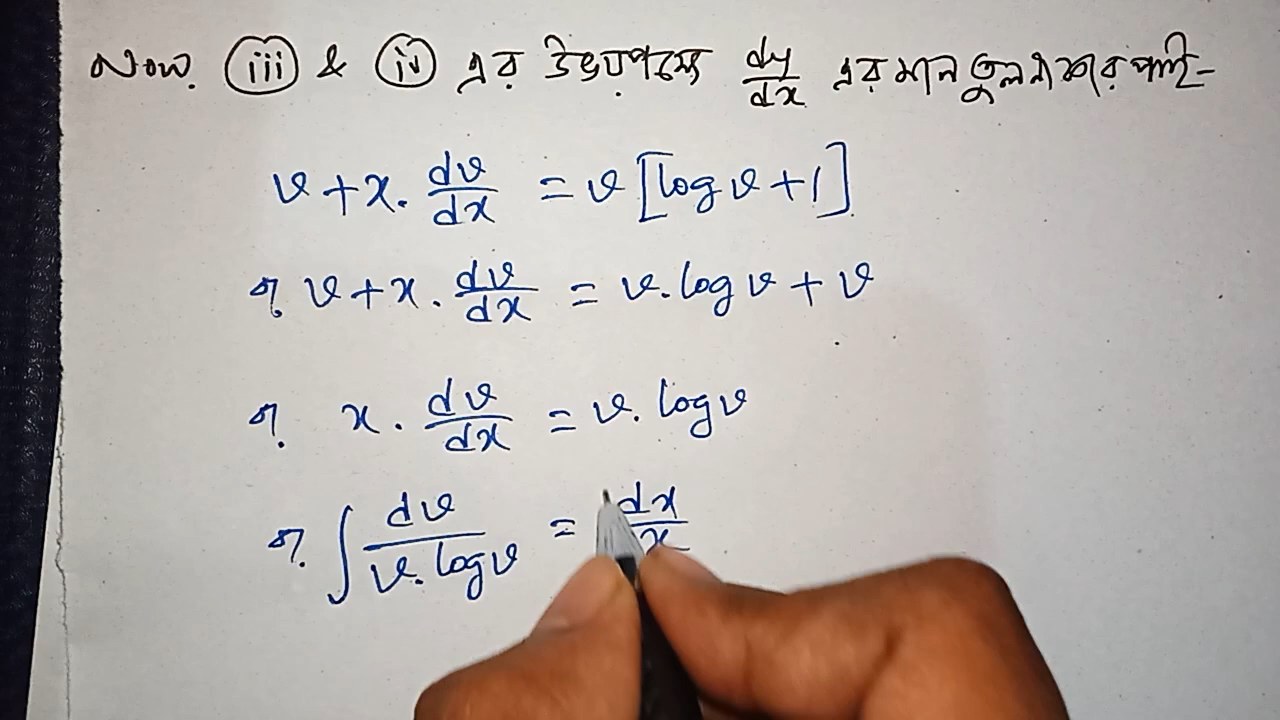 Now. (iii) & (iv) এর উভয়পক্ষে dy/dx এর মান তুলনা করে পাই-
v + x. dv/dx = v [log v + 1]
বা, v + x. dv/dx = v. log v + v
বা, x. dv/dx = v. log v
বা, ∫ dv/v. log v = dx/x